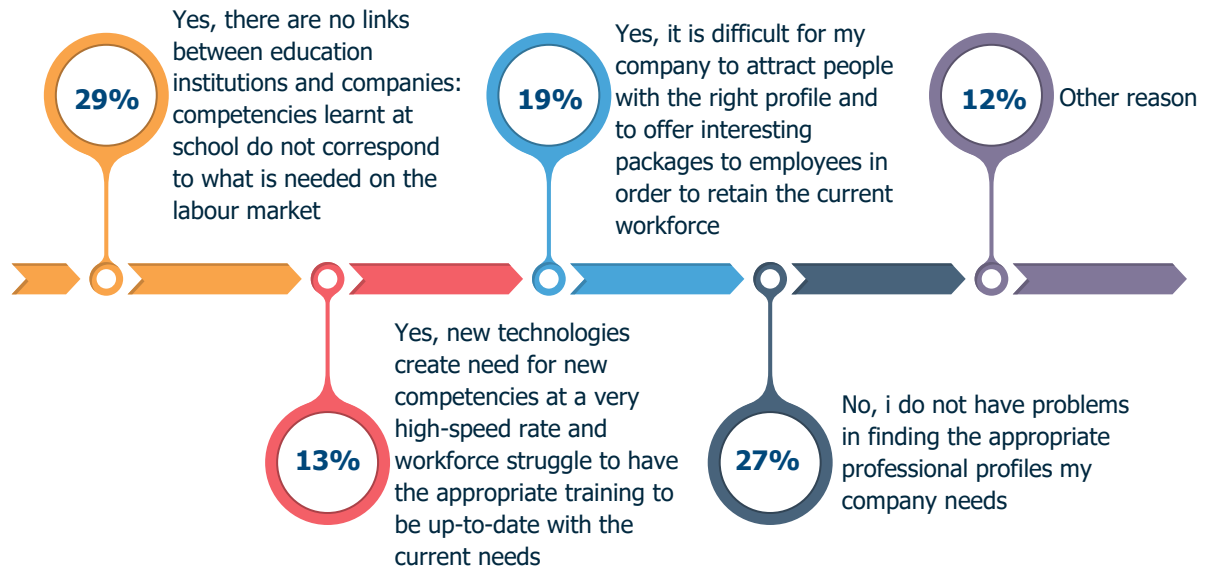 29%
Yes, there are no links
between education
institutions and companies:
competencies learnt at
school do not correspond
to what is needed on the
labour market
13%
Yes, new technologies
create need for new
competencies at a very
high-speed rate and
workforce struggle to have
the appropriate training to
be up-to-date with the
current needs
19%
Yes, it is difficult for my
company to attract people
with the right profile and
to offer interesting
packages to employees in
order to retain the current
workforce
27%
No, i do not have problems
in finding the appropriate
professional profiles my
company needs
12%
Other reason